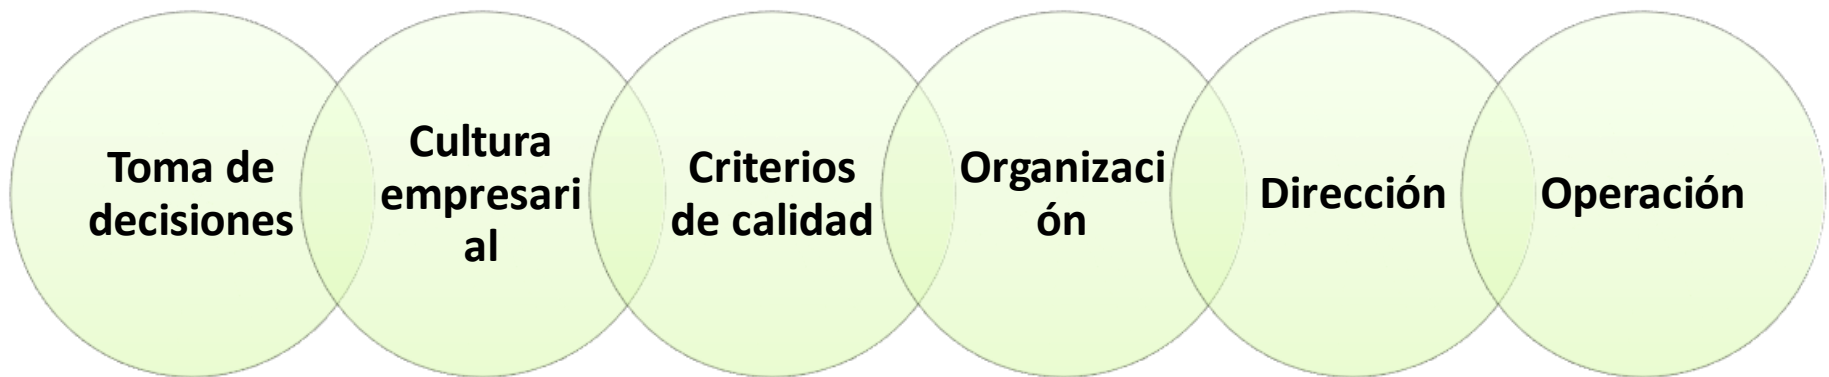 Toma de
decisiones
Cultura
empresari
al
Criterios
de calidad
Organizaci
ón
Dirección
Operación